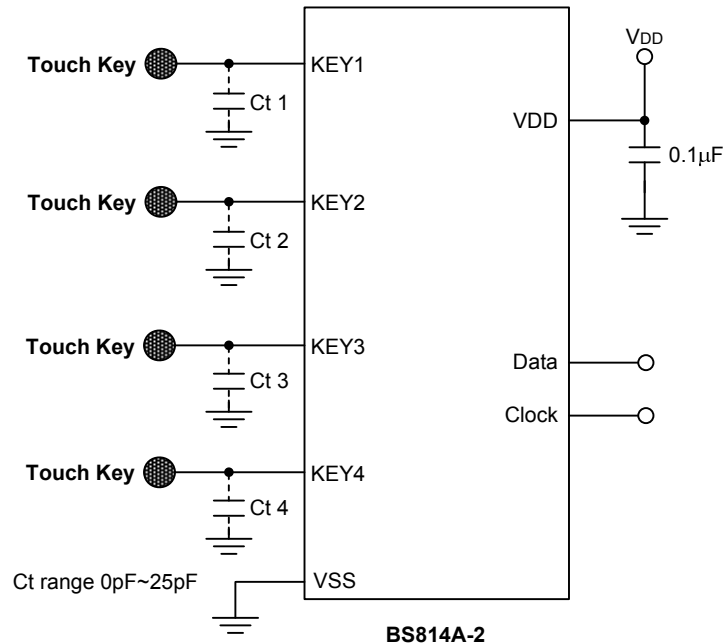 Touch Key
KEY1
Ct 1
Touch Key
KEY2
Ct 2
Touch Key
KEY3
Ct 3
Touch Key
KEY4
Ct 4
Ct range 0pF~25pF
VSS
VDD
VDD
0.1μF
Data
Clock
BS814A-2